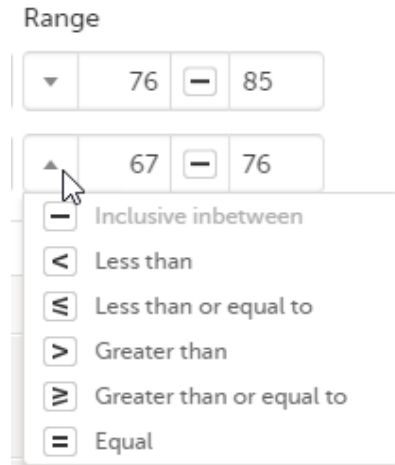 Range
76 − 85
67 − 76
− Inclusive inbetween
< Less than
≤ Less than or equal to
> Greater than
≥ Greater than or equal to
= Equal